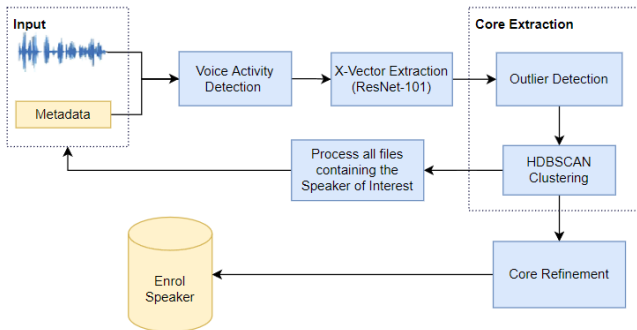 Input
Core Extraction
Metadata
Voice Activity
Detection
X-Vector Extraction
(ResNet-101)
Outlier Detection
Process all files
containing the
Speaker of Interest
HDBSCAN
Clustering
Enrol
Speaker
Core Refinement